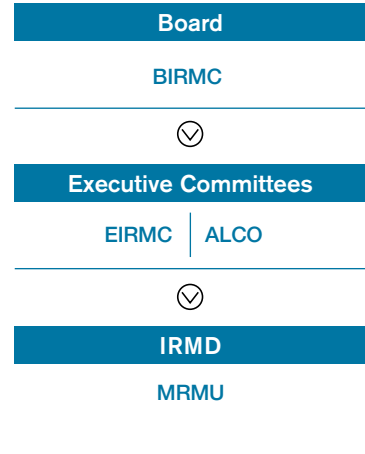 Board
BIRMC
Executive Committees
EIRMC ALCO
IRMD
MRMU